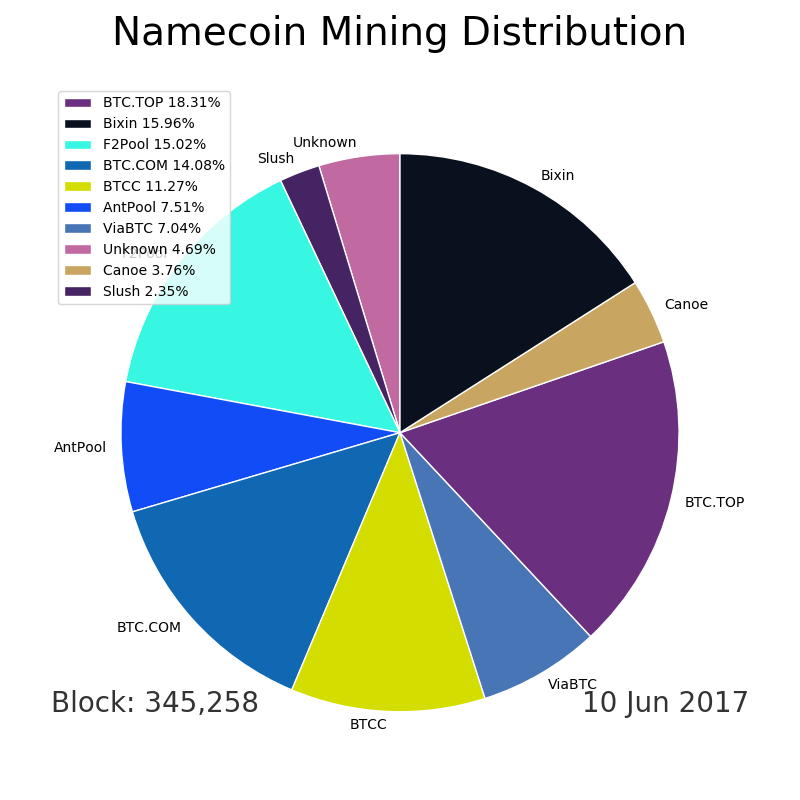 Namecoin Mining Distribution
BTC.TOP 18.31%
Bixin 15.96%
F2Pool 15.02%
BTC.COM 14.08%
BTCC 11.27%
AntPool 7.51%
ViaBTC 7.04%
Unknown 4.69%
Canoe 3.76%
Slush 2.35%
Unknown
Slush
Bixin
F2Pool
Canoe
AntPool
BTC.TOP
BTC.COM
ViaBTC
BTCC
Block: 345,258
10 Jun 2017